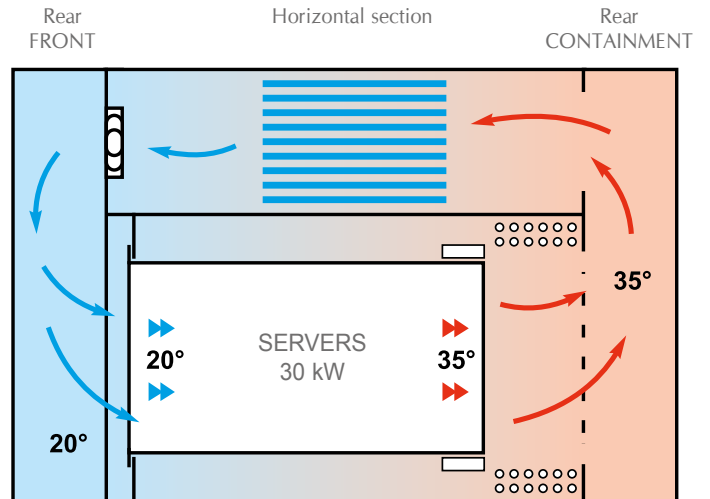 Rear
FRONT
Horizontal section
Rear
CONTAINMENT
35°
20°
SERVERS
30 kW
35°
20°